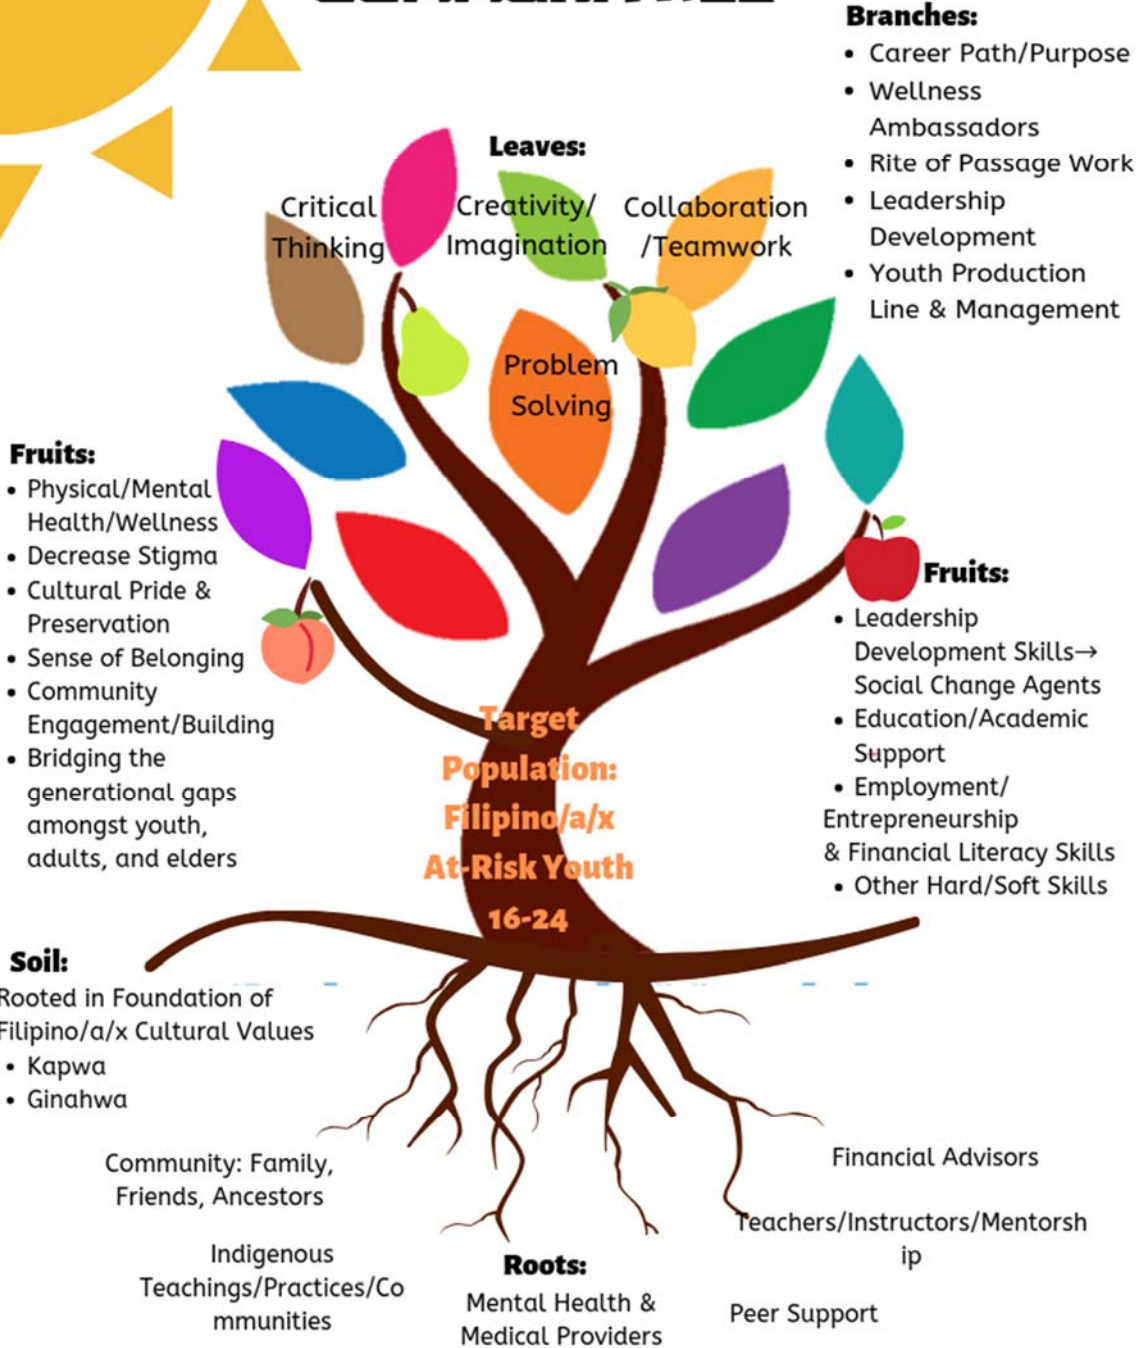 Branches:
• Career Path/Purpose
• Wellness
Ambassadors
• Rite of Passage Work
• Leadership
Development
• Youth Production
Line & Management
Leaves:
Critical
Thinking
Creativity/
Imagination
Collaboration
/Teamwork
Problem
Solving
Fruits:
• Physical/Mental
Health/Wellness
• Decrease Stigma
• Cultural Pride &
Preservation
• Sense of Belonging
• Community
Engagement/Building
• Bridging the
generational gaps
amongst youth,
adults, and elders
Fruits:
• Leadership
Development Skills→
Social Change Agents
• Education/Academic
Support
• Employment/
Entrepreneurship
& Financial Literacy Skills
• Other Hard/Soft Skills
Target
Population:
Filipino/a/x
At-Risk Youth
16-24
Soil:
Rooted in Foundation of
Filipino/a/x Cultural Values
• Kapwa
• Ginahwa
Community: Family,
Friends, Ancestors
Indigenous
Teachings/Practices/Co
mmunities
Roots:
Mental Health &
Medical Providers
Financial Advisors
Teachers/Instructors/Mentorsh
ip
Peer Support